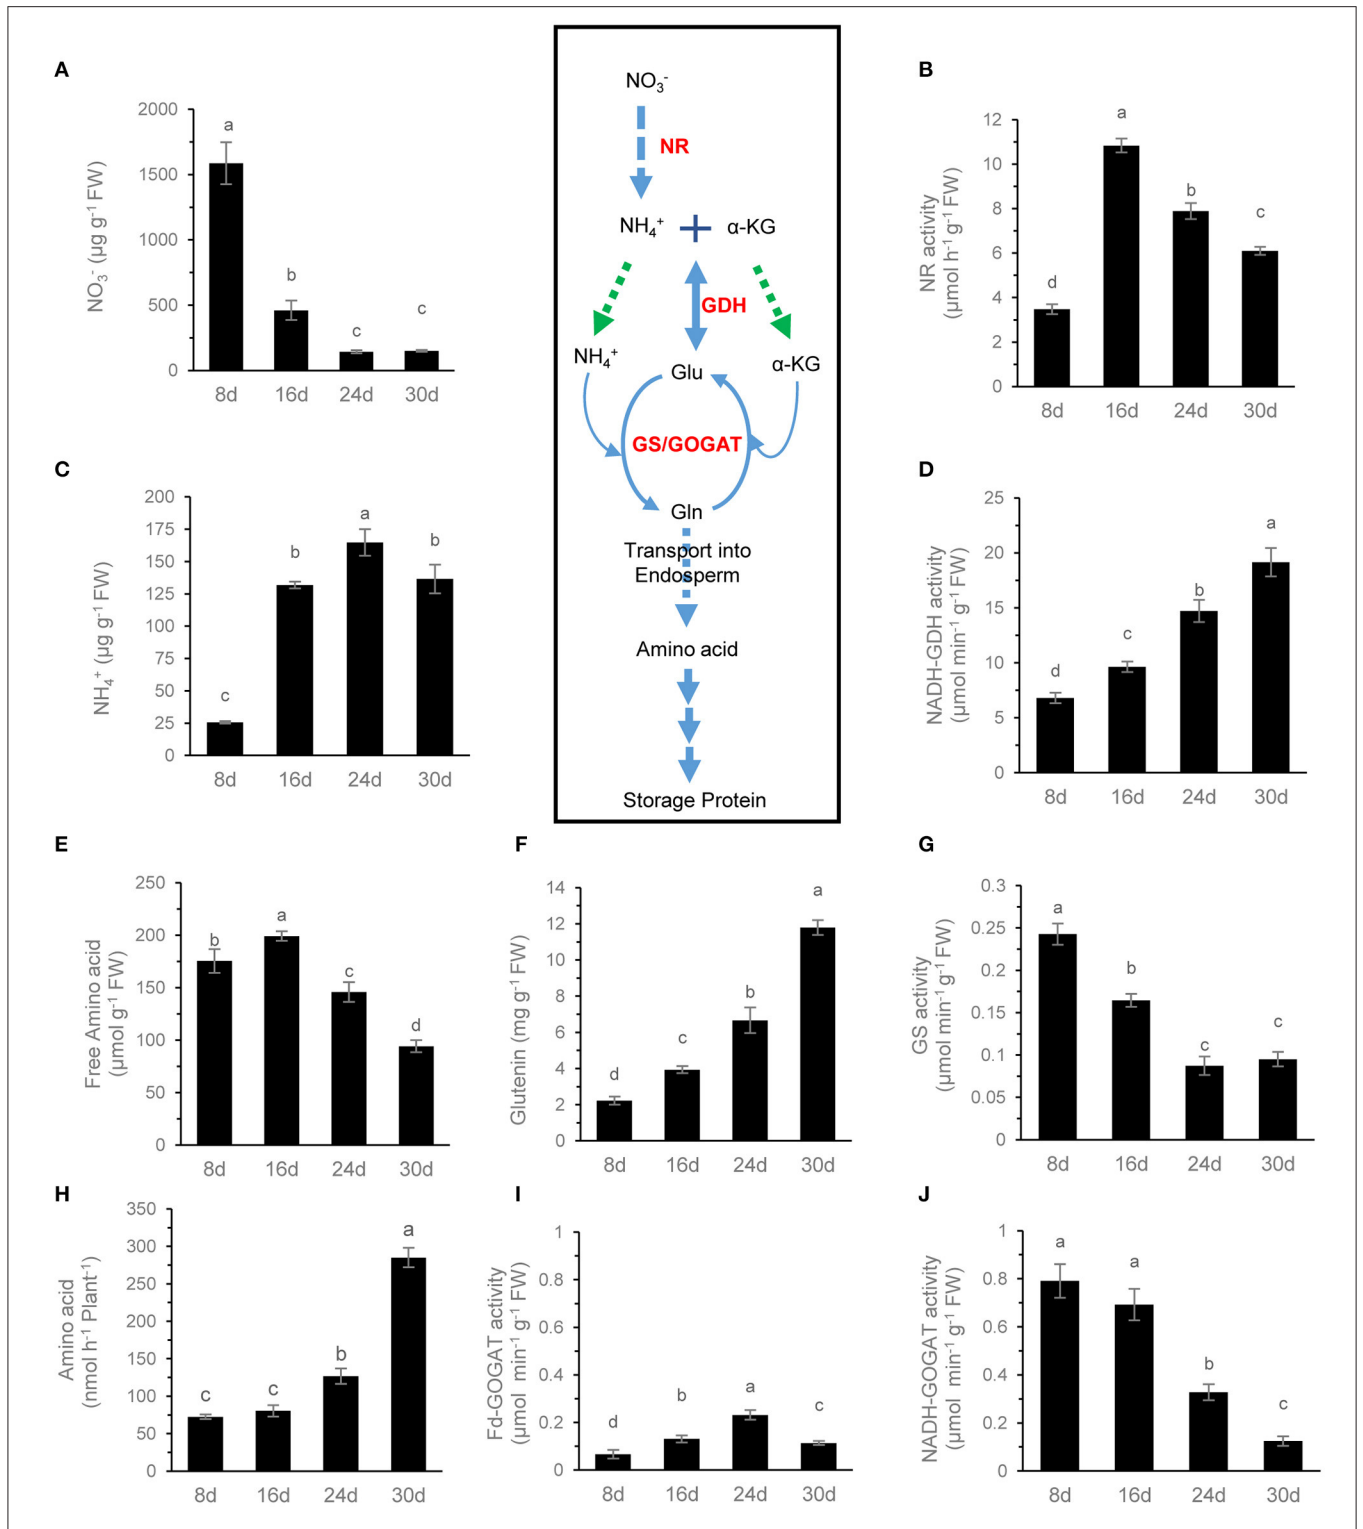 A
NO₃⁻ (µg g⁻¹ FW)
2000
1500
1000
500
0
a
b
c
c
8d 16d 24d 30d
NO₃⁻
NR
NH₄⁺ + α-KG
GDH
NH₄⁺
α-KG
Glu
GS/GOGAT
Gln
Transport into
Endosperm
Amino acid
Storage Protein
B
NR activity
(µmol h⁻¹ g⁻¹ FW)
12
10
8
6
4
2
0
d
a
b
c
8d 16d 24d 30d
C
NH₄⁺ (µg g⁻¹ FW)
200
175
150
125
100
75
50
25
0
c
b
a
b
8d 16d 24d 30d
D
NADH-GDH activity
(µmol min⁻¹ g⁻¹ FW)
25
20
15
10
5
0
d
c
b
a
8d 16d 24d 30d
E
Free Amino acid
(µmol g⁻¹ FW)
250
200
150
100
50
0
b
a
c
d
8d 16d 24d 30d
F
Glutenin (mg g⁻¹ FW)
14
12
10
8
6
4
2
0
d
c
b
a
8d 16d 24d 30d
G
GS activity
(µmol min⁻¹ g⁻¹ FW)
0.3
0.25
0.2
0.15
0.1
0.05
0
a
b
c
c
8d 16d 24d 30d
H
Amino acid
(nmol h⁻¹ Plant⁻¹)
350
300
250
200
150
100
50
0
c
c
b
a
8d 16d 24d 30d
I
Fd-GOGAT activity
(µmol min⁻¹ g⁻¹ FW)
1
0.8
0.6
0.4
0.2
0
d
b
a
c
8d 16d 24d 30d
J
NADH-GOGAT activity
(µmol min⁻¹ g⁻¹ FW)
1
0.8
0.6
0.4
0.2
0
a
a
b
c
8d 16d 24d 30d